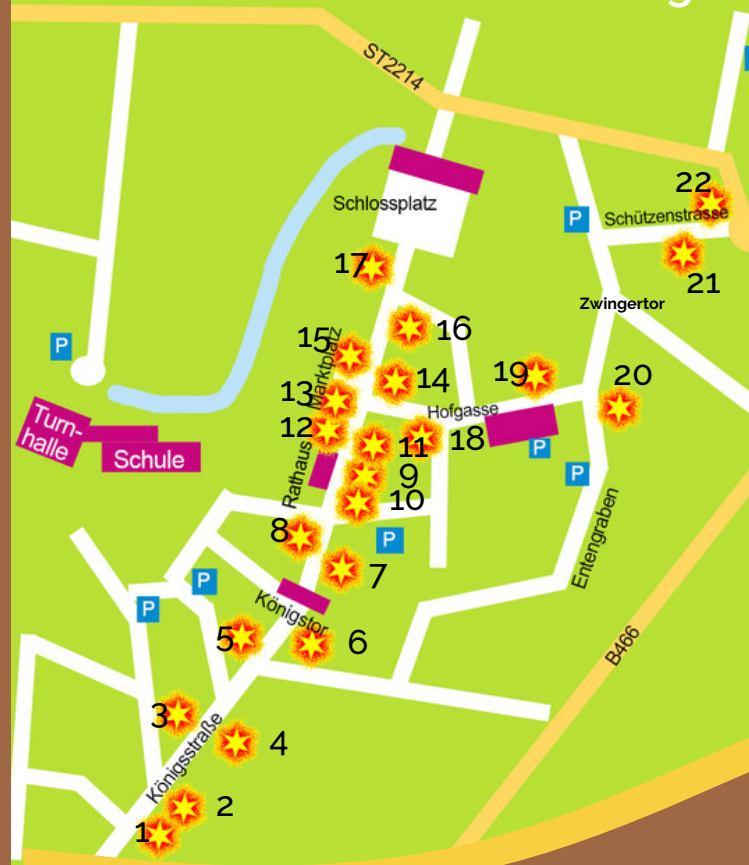 g
ST2214
22
P
Schlossplatz
P
Schützenstrasse
17
21
Zwingertor
15
16
P
Marktplatz
19
13
14
20
Turn-
halle
Hofgasse
12
18
11
Schule
Rathaus
P
9
P
10
8
P
Entengraben
7
P
P
Königstor
5
6
B466
3
4
Königsstraße
2
1